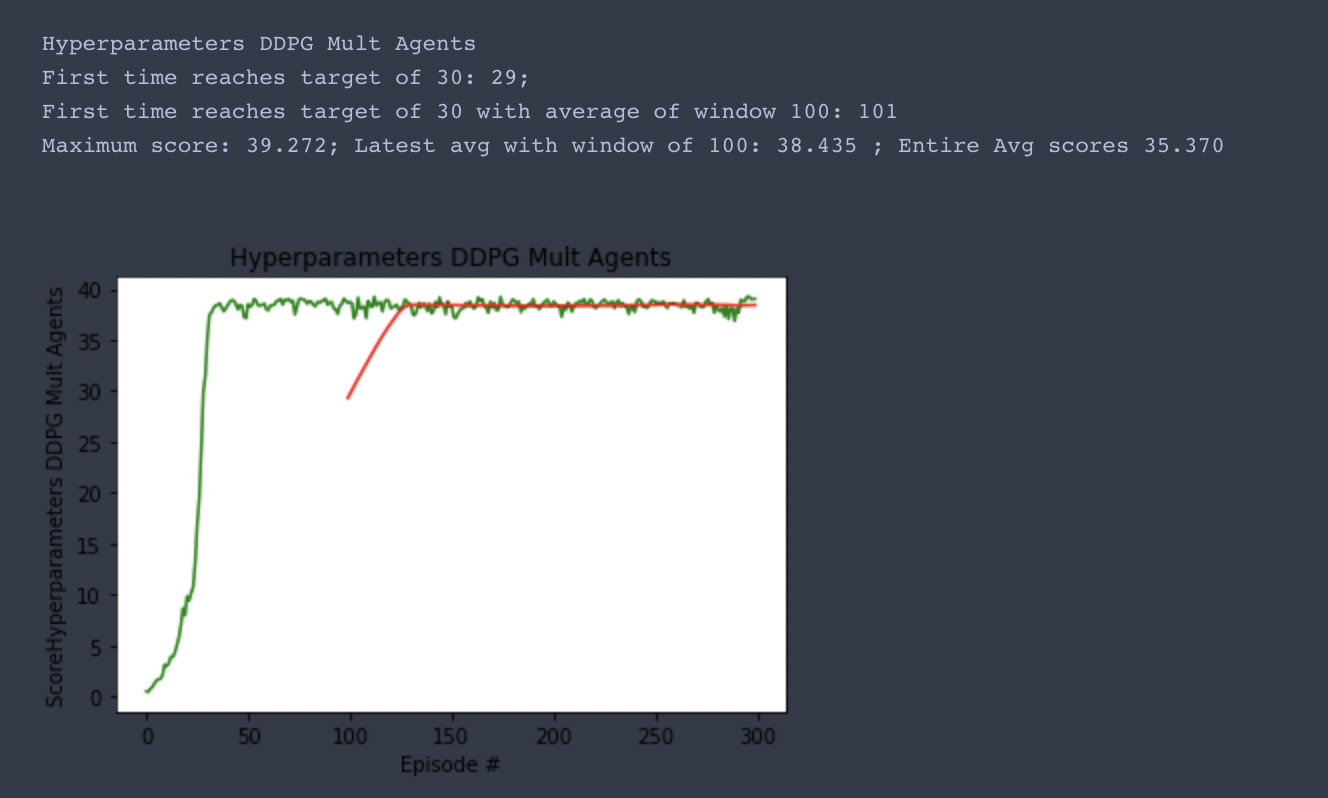 Hyperparameters DDPG Mult Agents
First time reaches target of 30: 29;
First time reaches target of 30 with average of window 100: 101
Maximum score: 39.272; Latest avg with window of 100: 38.435 ; Entire Avg scores 35.370
Hyperparameters DDPG Mult Agents
ScoreHyperparameters DDPG Mult Agents
40
35
30
25
20
15
10
5
0
0 50 100 150 200 250 300
Episode #